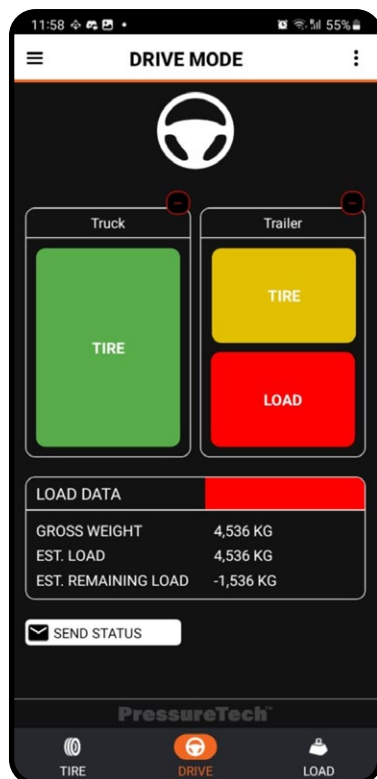 11:58 55%
DRIVE MODE
Truck
Trailer
TIRE
TIRE
LOAD
LOAD DATA
GROSS WEIGHT 4,536 KG
EST. LOAD 4,536 KG
EST. REMAINING LOAD -1,536 KG
SEND STATUS
PressureTech™
TIRE DRIVE LOAD